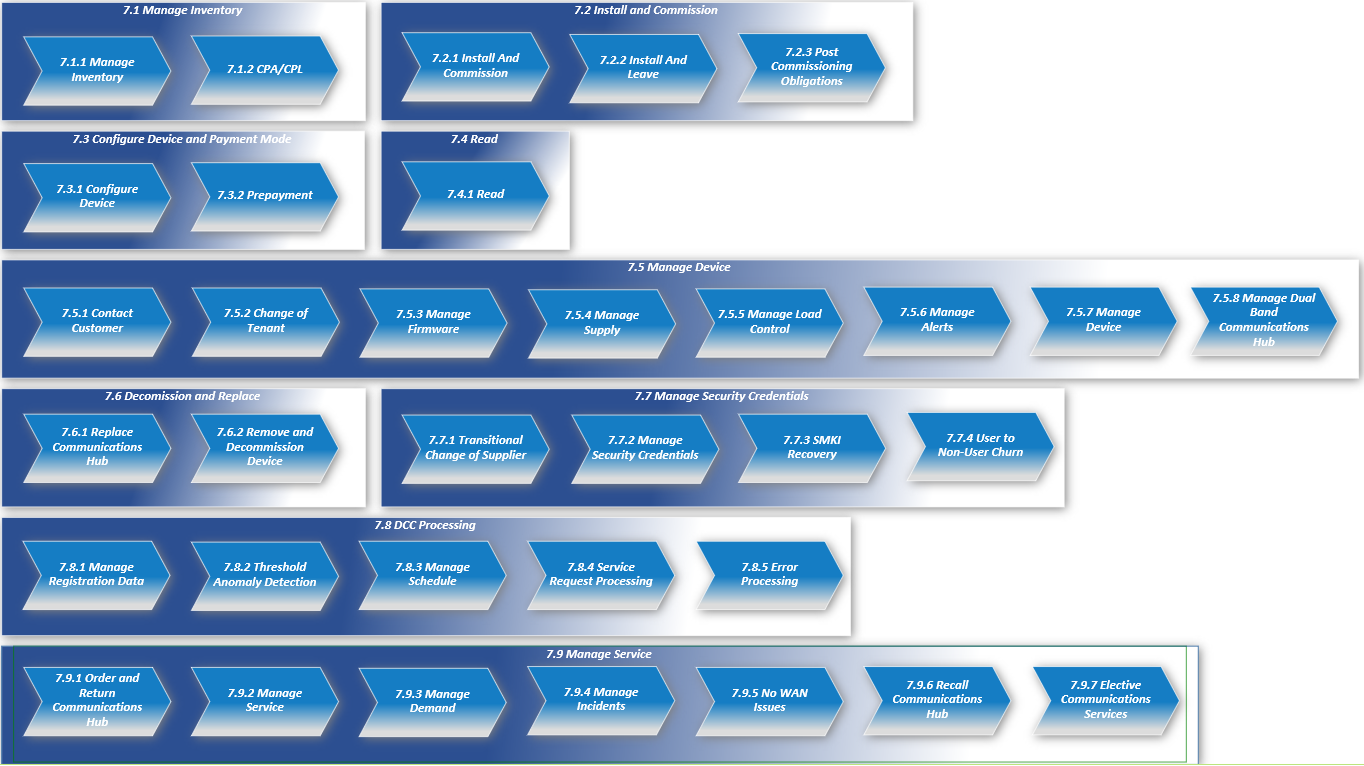 7.1 Manage Inventory
7.1.1 Manage
Inventory
7.1.2 CPA/CPL
7.2 Install and Commission
7.2.1 Install And
Commission
7.2.2 Install And
Leave
7.2.3 Post
Commissioning
Obligations
7.3 Configure Device and Payment Mode
7.3.1 Configure
Device
7.3.2 Prepayment
7.4 Read
7.4.1 Read
7.5 Manage Device
7.5.1 Contact
Customer
7.5.2 Change of
Tenant
7.5.3 Manage
Firmware
7.5.4 Manage
Supply
7.5.5 Manage Load
Control
7.5.6 Manage
Alerts
7.5.7 Manage
Device
7.5.8 Manage Dual
Band
Communications
Hub
7.6 Decomission and Replace
7.6.1 Replace
Communications
Hub
7.6.2 Remove and
Decommission
Device
7.7 Manage Security Credentials
7.7.1 Transitional
Change of Supplier
7.7.2 Manage
Security Credentials
7.7.3 SMKI
Recovery
7.7.4 User to
Non-User Churn
7.8 DCC Processing
7.8.1 Manage
Registration Data
7.8.2 Threshold
Anomaly Detection
7.8.3 Manage
Schedule
7.8.4 Service
Request Processing
7.8.5 Error
Processing
7.9 Manage Service
7.9.1 Order and
Return
Communications
Hub
7.9.2 Manage
Service
7.9.3 Manage
Demand
7.9.4 Manage
Incidents
7.9.5 No WAN
Issues
7.9.6 Recall
Communications
Hub
7.9.7 Elective
Communications
Services